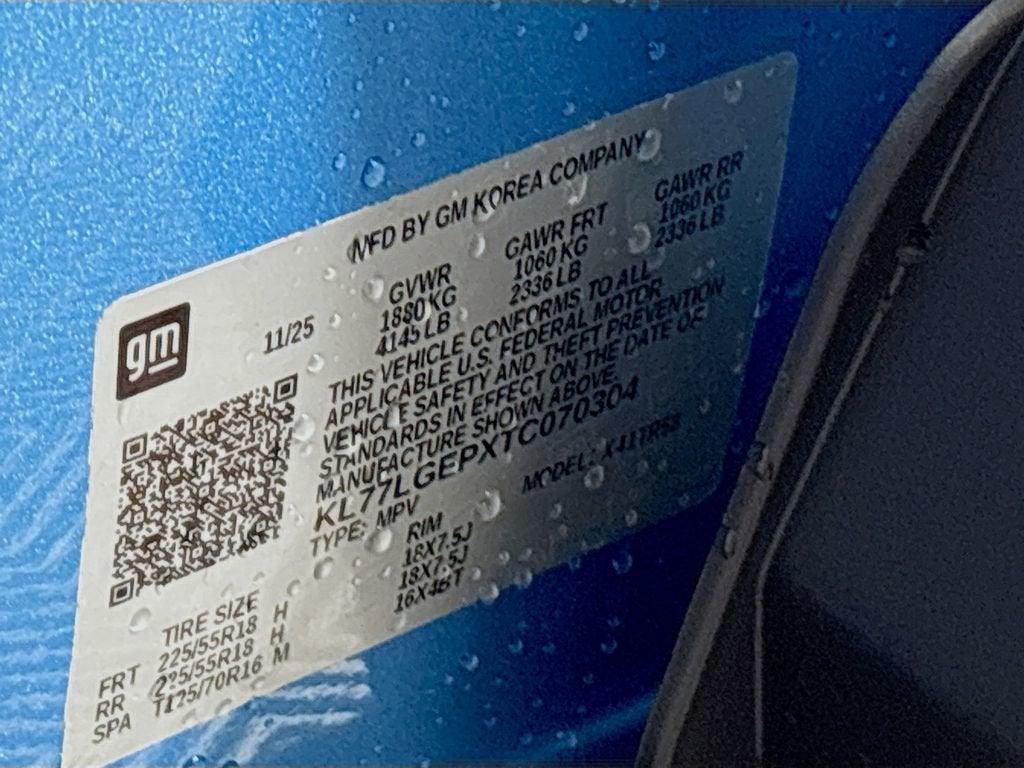 MFD BY GM KOREA COMPANY
gm
11/25
GVWR GAWR FRT GAWR RR
1880 KG 1060 KG 1060 KG
4145 LB 2336 LB 2336 LB
THIS VEHICLE CONFORMS TO ALL
APPLICABLE U.S. FEDERAL MOTOR
VEHICLE SAFETY AND THEFT PREVENTION
STANDARDS IN EFFECT ON THE DATE OF
MANUFACTURE SHOWN ABOVE.
KL77LGEPXTC070304
TYPE: MPV MODEL:
TIRE SIZE RIM
FRT 225/55R18 H 18X7.5J
RR 225/55R18 H 18X7.5J
SPA T125/70R16 M 16X4BT